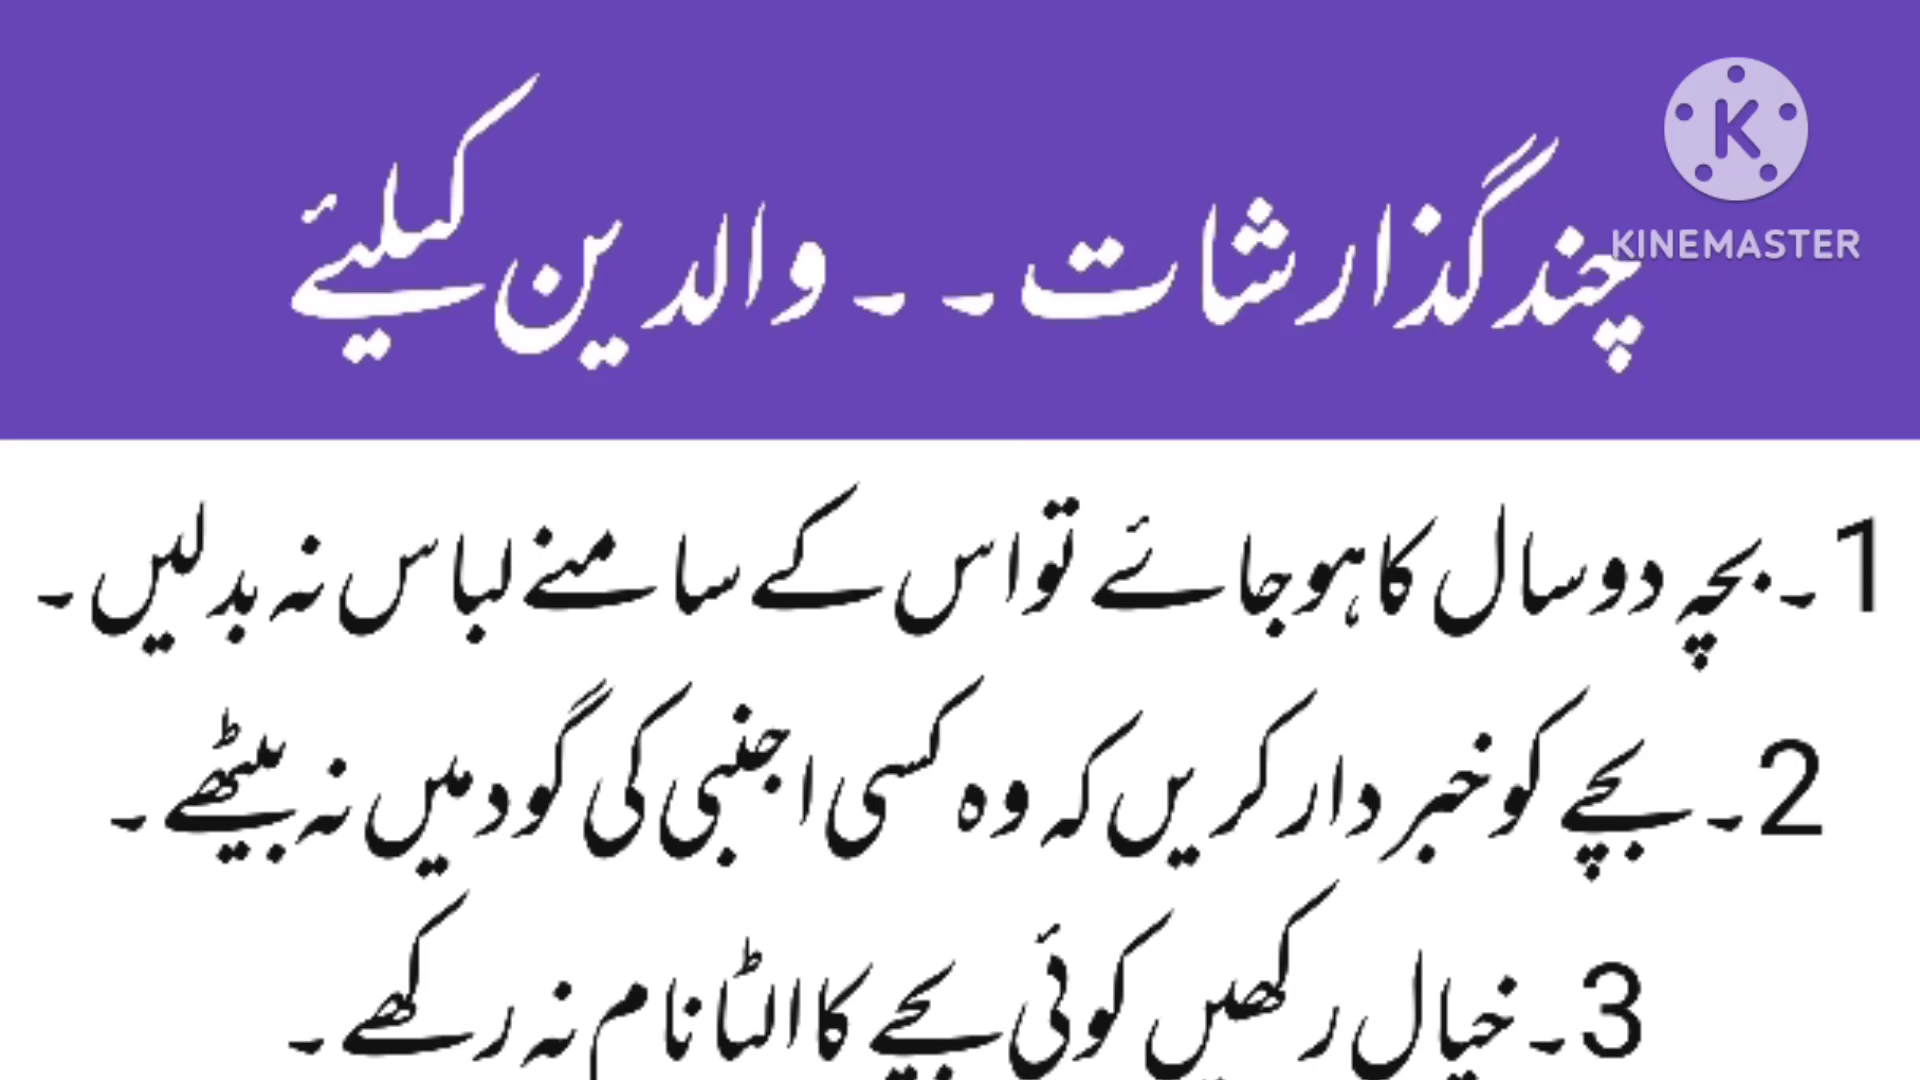 KINEMASTER
چند گذارشات ۔ ۔ والدین کیلیئے
1۔ بچہ دو سال کا ہو جائے تو اس کے سامنے لباس نہ بدلیں ۔
2۔ بچے کو خبر دار کریں کہ وہ کسی اجنبی کی گود میں نہ بیٹھے ۔
3۔ خیال رکھیں کوئی بچے کا الٹا نام نہ رکھے ۔